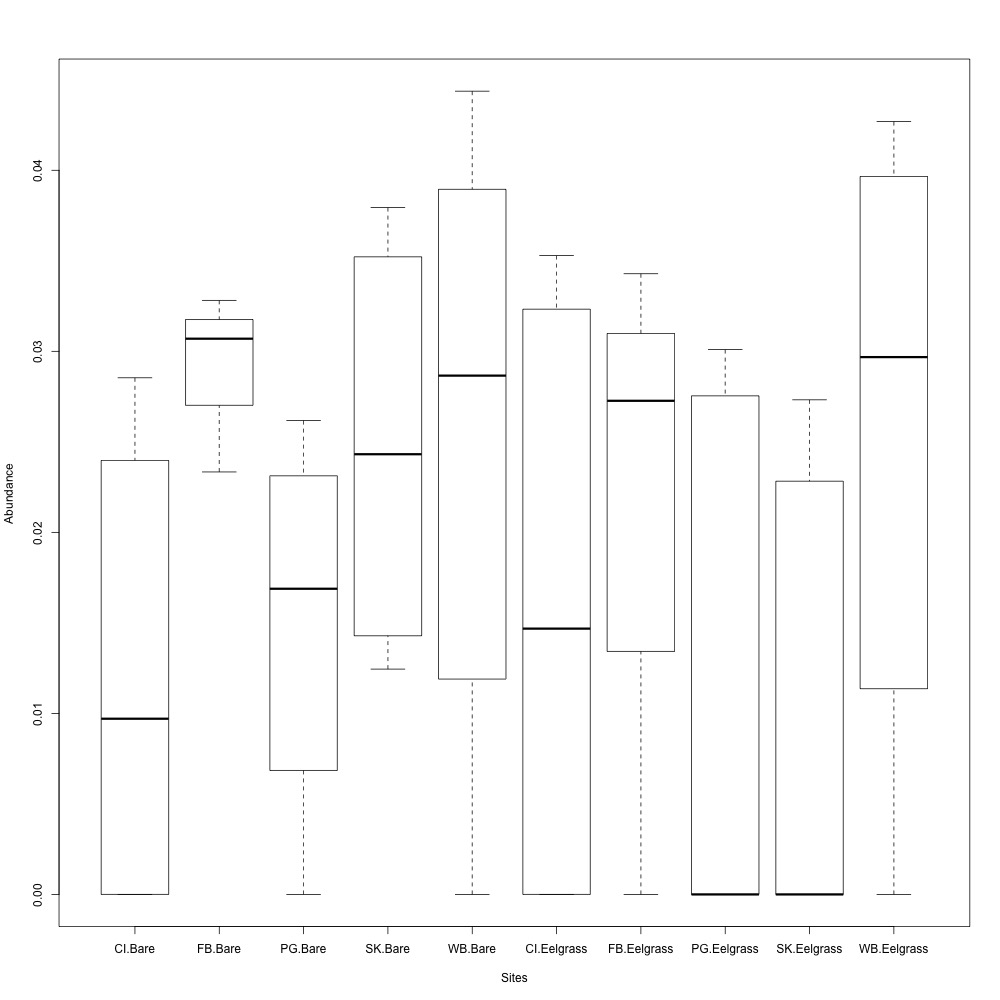 Abundance
0.04
0.03
0.02
0.01
0.00
CI.Bare FB.Bare PG.Bare SK.Bare WB.Bare CI.Eelgrass FB.Eelgrass PG.Eelgrass SK.Eelgrass WB.Eelgrass
Sites